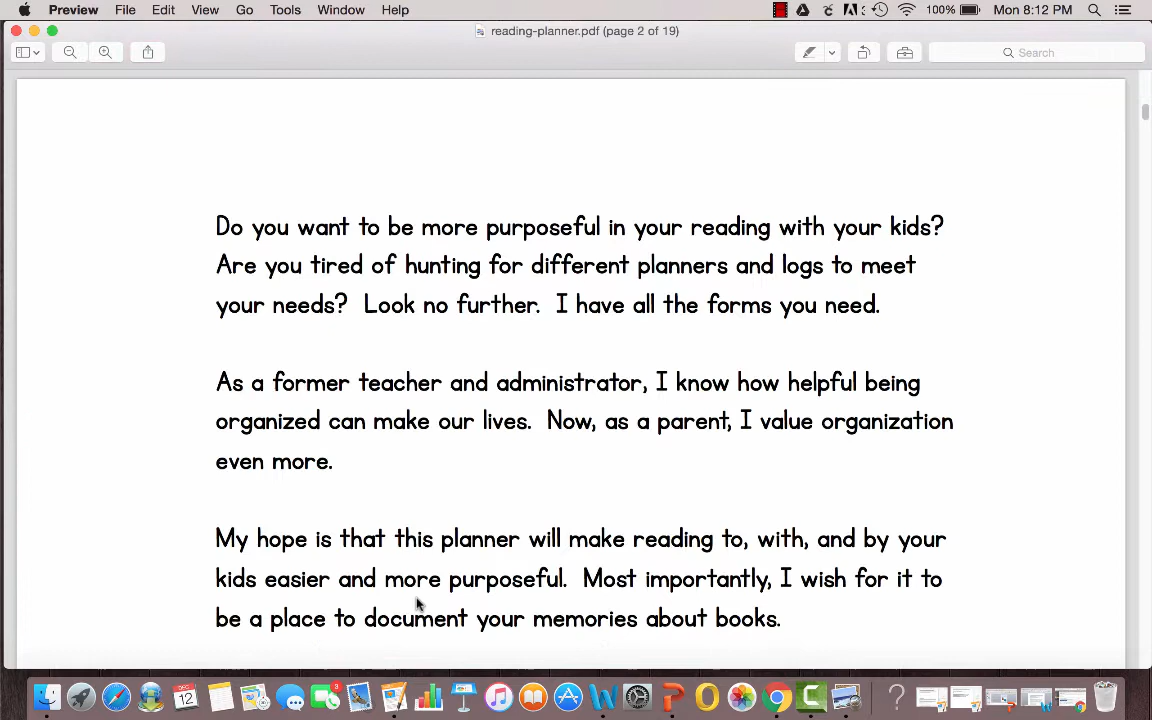 Preview File Edit View Go Tools Window Help 100% Mon 8:12 PM
reading-planner.pdf (page 2 of 19)
Search
Do you want to be more purposeful in your reading with your kids?
Are you tired of hunting for different planners and logs to meet
your needs? Look no further. I have all the forms you need.
As a former teacher and administrator, I know how helpful being
organized can make our lives. Now, as a parent, I value organization
even more.
My hope is that this planner will make reading to, with, and by your
kids easier and more purposeful. Most importantly, I wish for it to
be a place to document your memories about books.
DEC
12
3